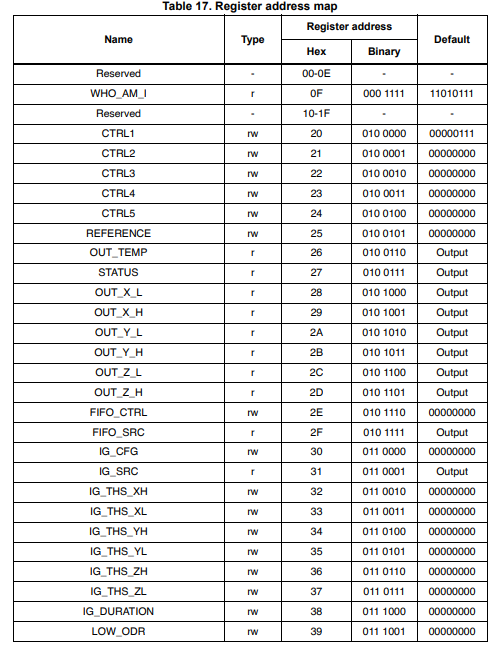 Table 17. Register address map
Name Type Register address Default
Hex Binary
Reserved - 00-0E - -
WHO_AM_I r 0F 000 1111 11010111
Reserved - 10-1F - -
CTRL1 rw 20 010 0000 00000111
CTRL2 rw 21 010 0001 00000000
CTRL3 rw 22 010 0010 00000000
CTRL4 rw 23 010 0011 00000000
CTRL5 rw 24 010 0100 00000000
REFERENCE rw 25 010 0101 00000000
OUT_TEMP r 26 010 0110 Output
STATUS r 27 010 0111 Output
OUT_X_L r 28 010 1000 Output
OUT_X_H r 29 010 1001 Output
OUT_Y_L r 2A 010 1010 Output
OUT_Y_H r 2B 010 1011 Output
OUT_Z_L r 2C 010 1100 Output
OUT_Z_H r 2D 010 1101 Output
FIFO_CTRL rw 2E 010 1110 00000000
FIFO_SRC r 2F 010 1111 Output
IG_CFG rw 30 011 0000 00000000
IG_SRC r 31 011 0001 Output
IG_THS_XH rw 32 011 0010 00000000
IG_THS_XL rw 33 011 0011 00000000
IG_THS_YH rw 34 011 0100 00000000
IG_THS_YL rw 35 011 0101 00000000
IG_THS_ZH rw 36 011 0110 00000000
IG_THS_ZL rw 37 011 0111 00000000
IG_DURATION rw 38 011 1000 00000000
LOW_ODR rw 39 011 1001 00000000